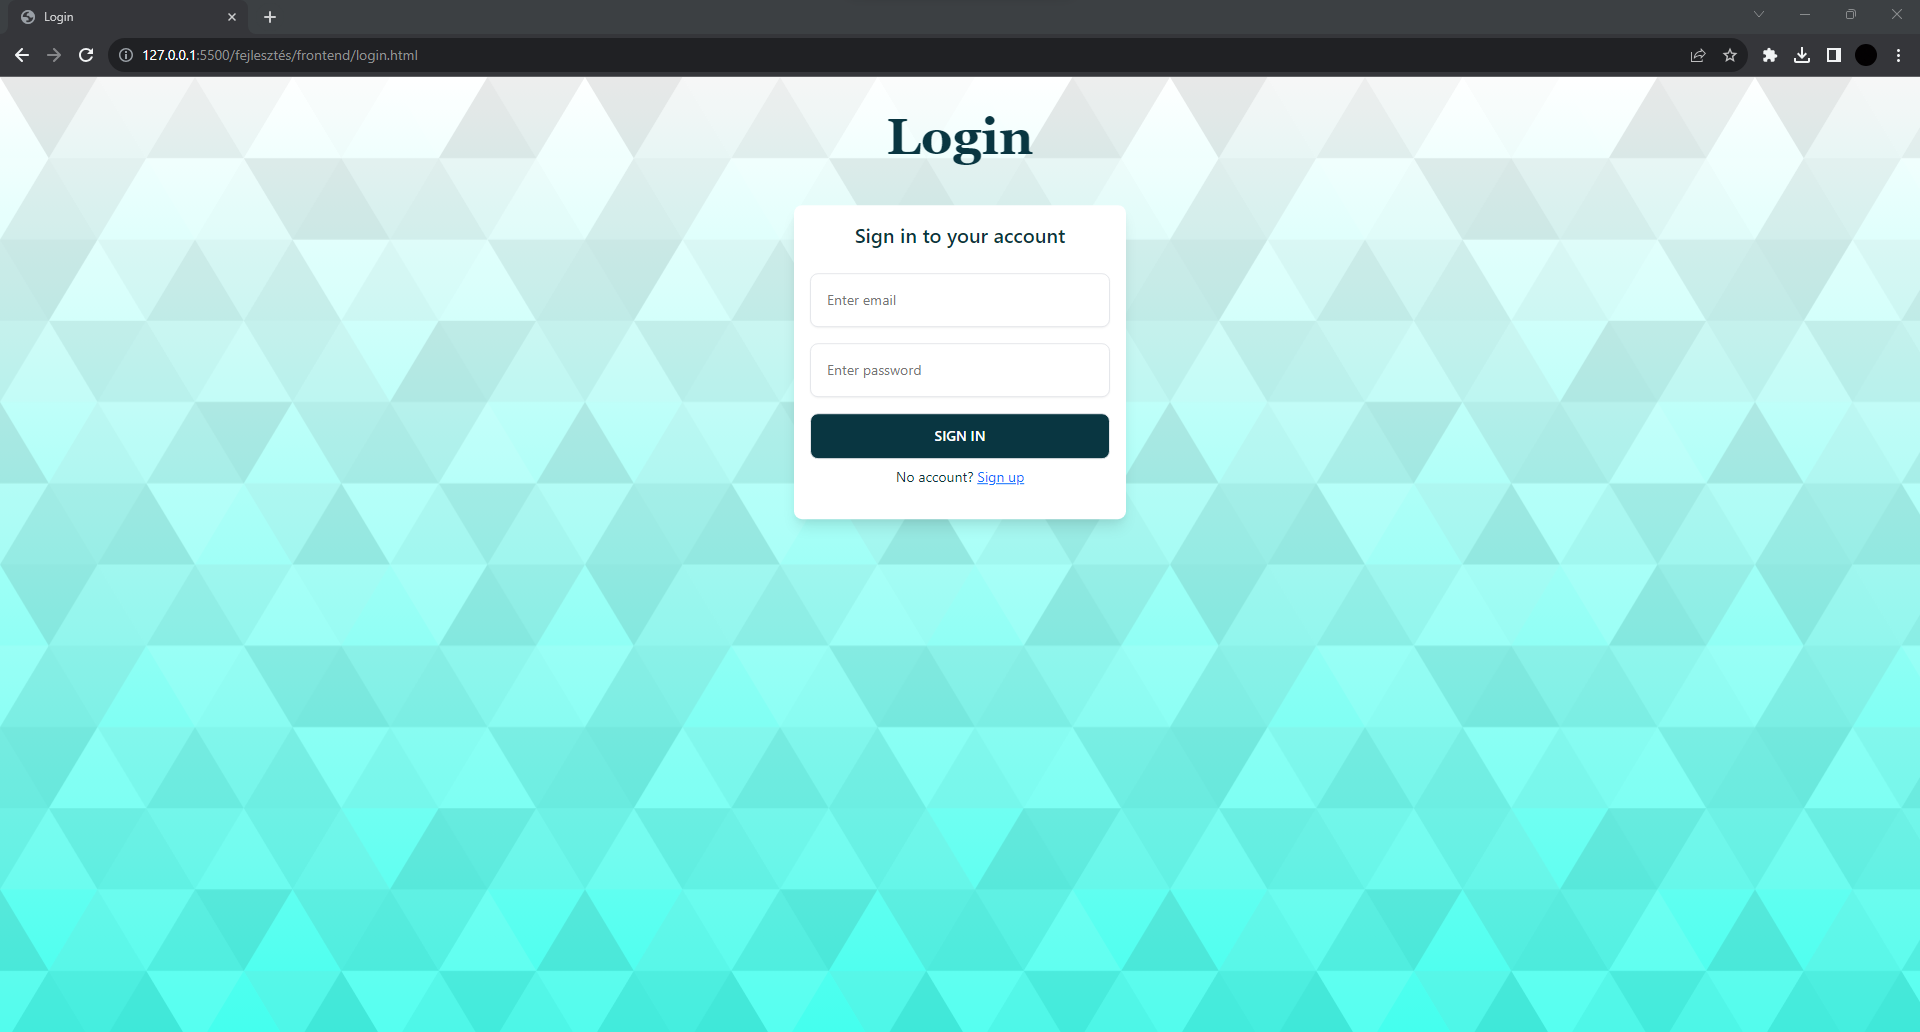 Login
127.0.0.1:5500/fejlesztés/frontend/login.html
Login
Sign in to your account
Enter email
Enter password
SIGN IN
No account? Sign up